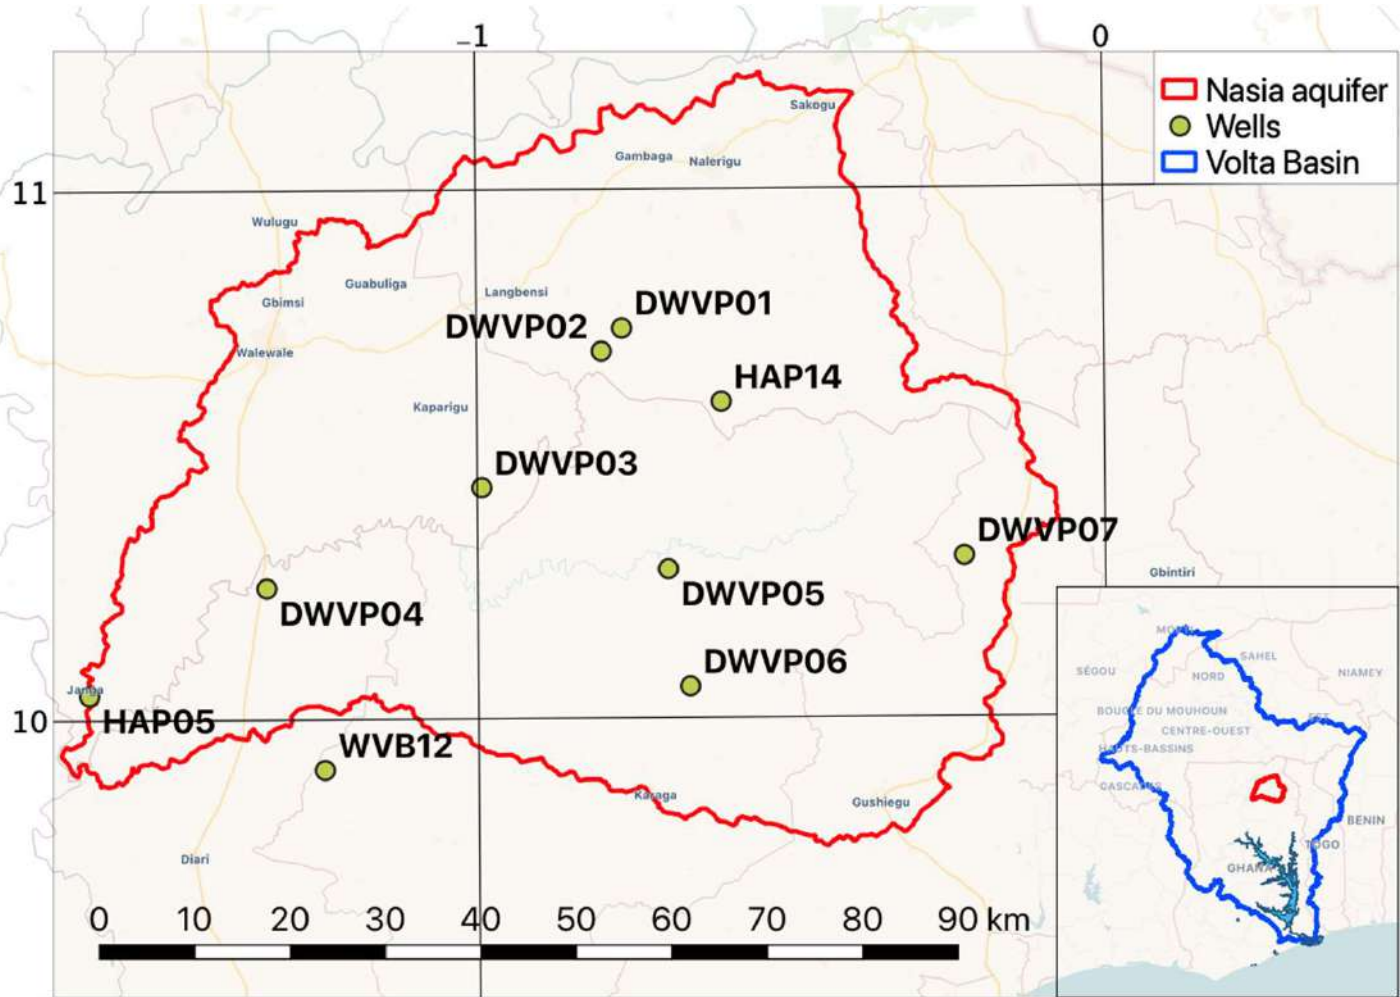 −1
0
Nasia aquifer
Wells
Volta Basin
Sakogu
Gambaga
Nalerigu
11
Wulugu
Guabuliga
Langbensi
Gbimsi
DWVP01
DWVP02
Walewale
HAP14
Kaparigu
DWVP03
DWVP07
Gbintiri
DWVP04
DWVP05
DWVP06
Janga
HAP05
10
WVB12
Karaga
Gushiegu
Diari
SAHEL
SÉGOU
NORD
NIAMEY
BOUCLE DU MOUHOUN
EST
CENTRE-OUEST
HAUTS-BASSINS
CASCADES
BENIN
TOGO
GHANA
0 10 20 30 40 50 60 70 80 90 km